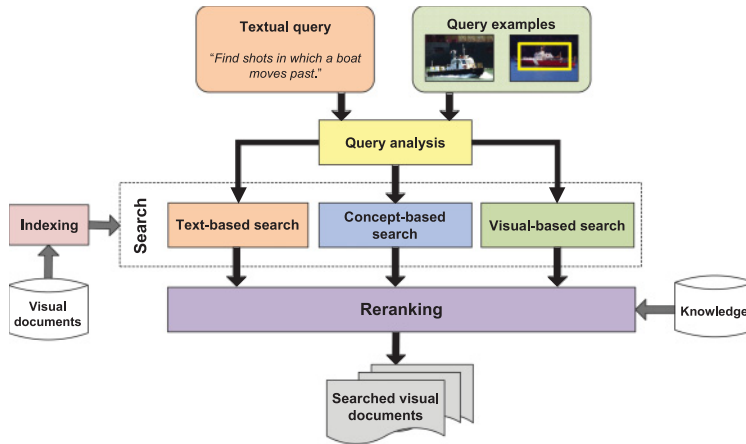 Textual query
“Find shots in which a boat
moves past.”
Query examples
Query analysis
Indexing
Search
Text-based search
Concept-based
search
Visual-based search
Visual
documents
Reranking
Knowledge
Searched visual
documents